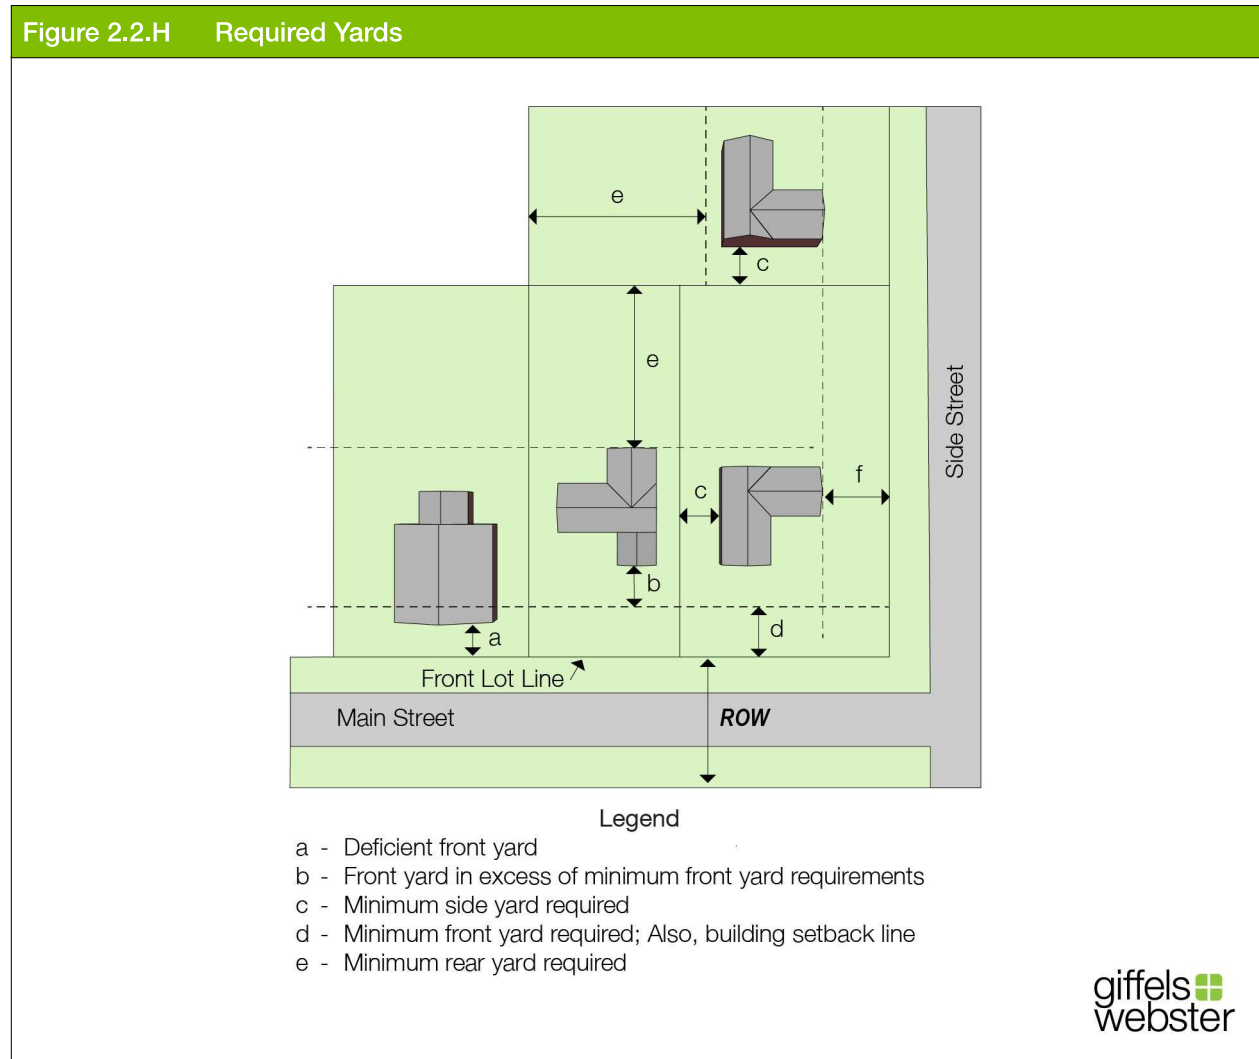 Figure 2.2.H Required Yards
e
c
e
Side Street
f
c
b
d
a
Front Lot Line
Main Street
ROW
Legend
a - Deficient front yard
b - Front yard in excess of minimum front yard requirements
c - Minimum side yard required
d - Minimum front yard required; Also, building setback line
e - Minimum rear yard required
giffels
webster